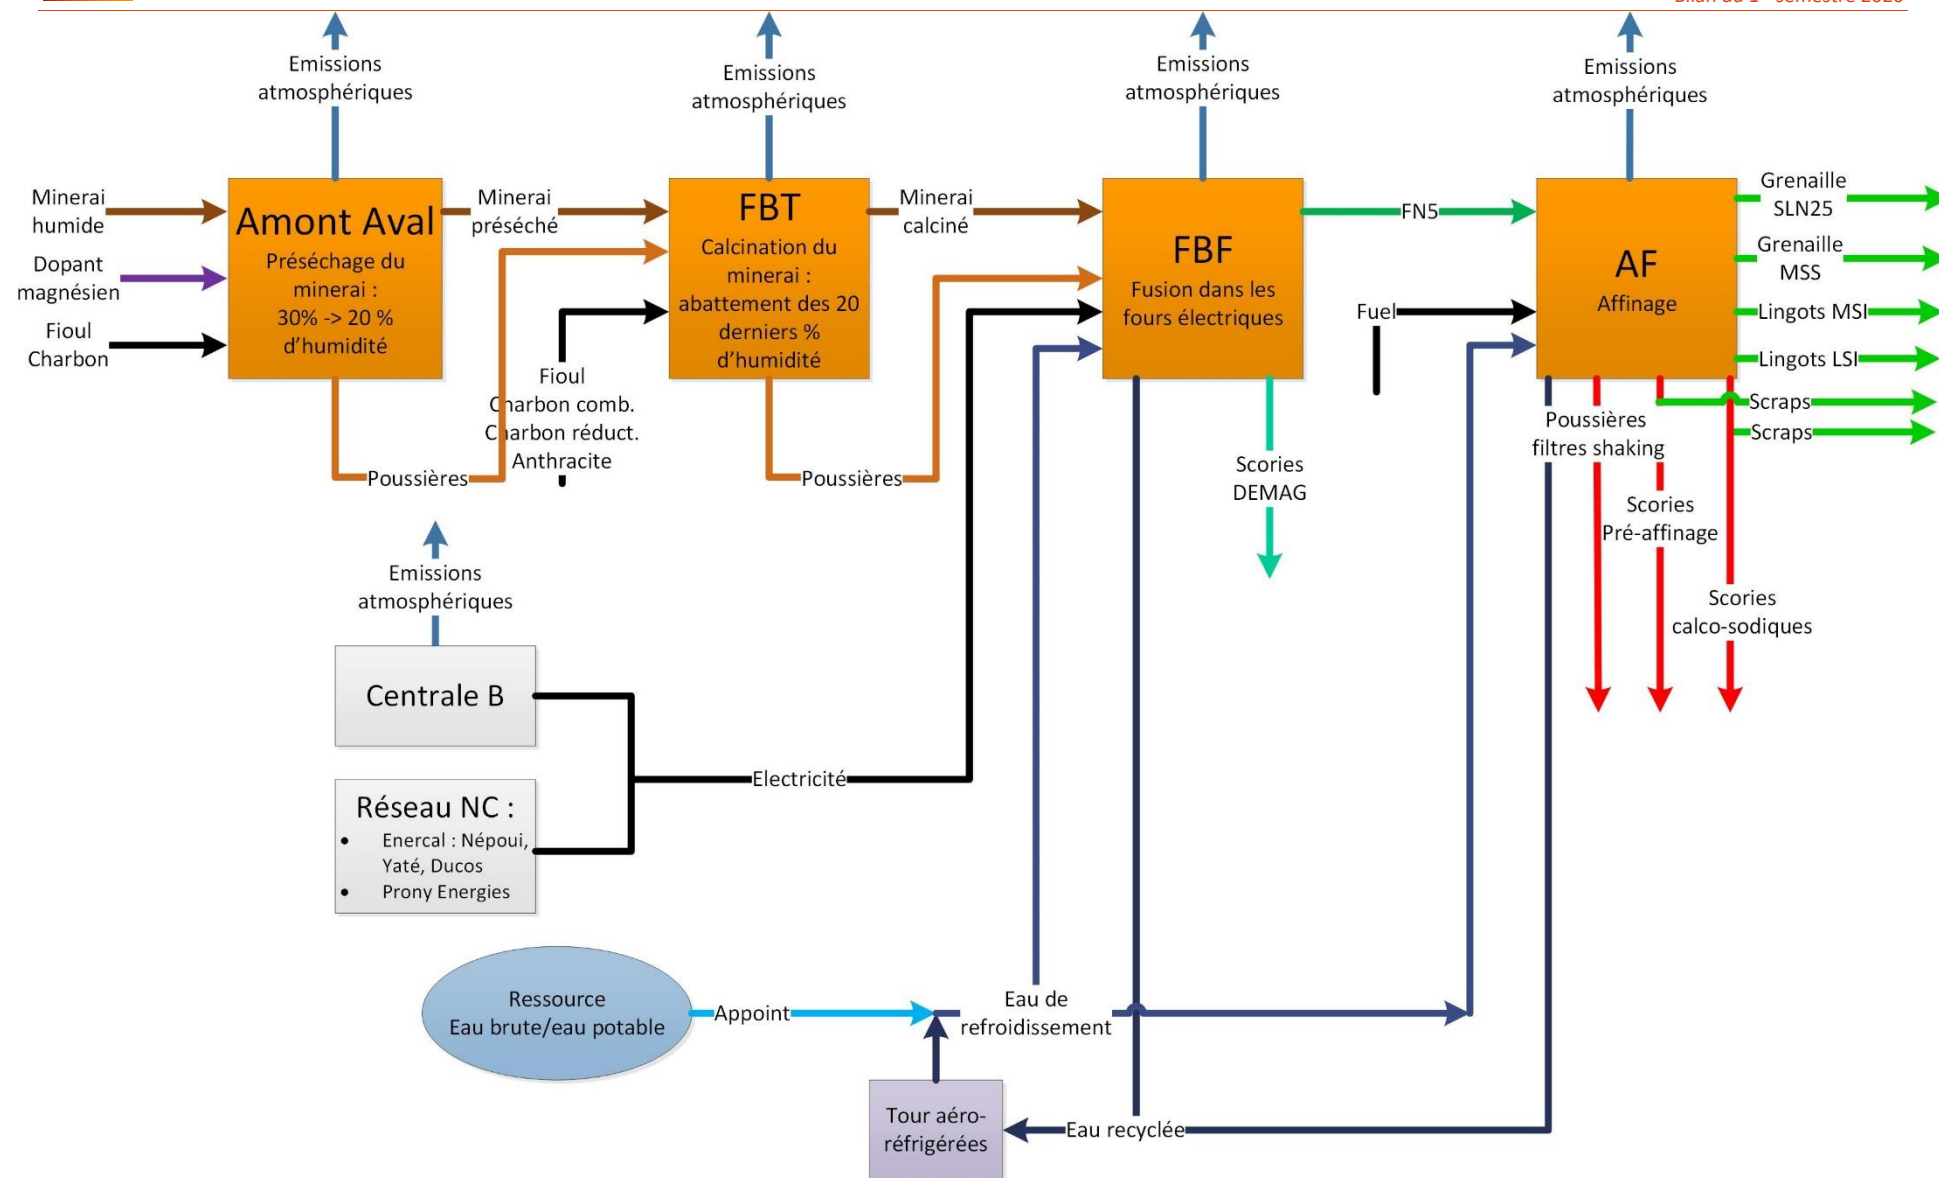 Emissions
atmosphériques
Emissions
atmosphériques
Emissions
atmosphériques
Emissions
atmosphériques
Minerai
humide
Dopant
magnésien
Fioul
Charbon
Amont Aval
Préséchage du
minerai :
30% -> 20 %
d’humidité
Minerai
préséché
FBT
Calcination du
minerai :
abattement des 20
derniers %
d’humidité
Minerai
calciné
FBF
Fusion dans les
fours électriques
FN5
Fuel
AF
Affinage
Grenaille
SLN25
Grenaille
MSS
Lingots MSI
Lingots LSI
Scraps
Scraps
Fioul
Charbon comb.
Charbon réduct.
Anthracite
Poussières
Poussières
Scories
DEMAG
Poussières
filtres shaking
Scories
Pré-affinage
Scories
calco-sodiques
Emissions
atmosphériques
Centrale B
Electricité
Réseau NC :
• Enercal : Népoui,
Yaté, Ducos
• Prony Energies
Ressource
Eau brute/eau potable
Appoint
Eau de
refroidissement
Tour aéro-
réfrigérées
Eau recyclée